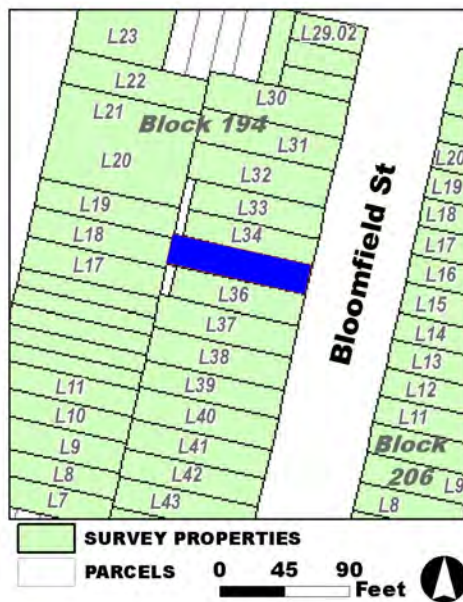 L23
L29.02
L22
L30
L21
Block 194
L31
L20
L20
L32
L19
L19
L33
L18
L18
L34
L17
L17
L16
L36
L15
L37
L14
L38
L13
L11
L39
L12
L10
L40
L11
L9
L41
Block
206
L8
L42
L9
L7
L43
L8
Bloomfield St
SURVEY PROPERTIES
PARCELS
0 45 90
Feet